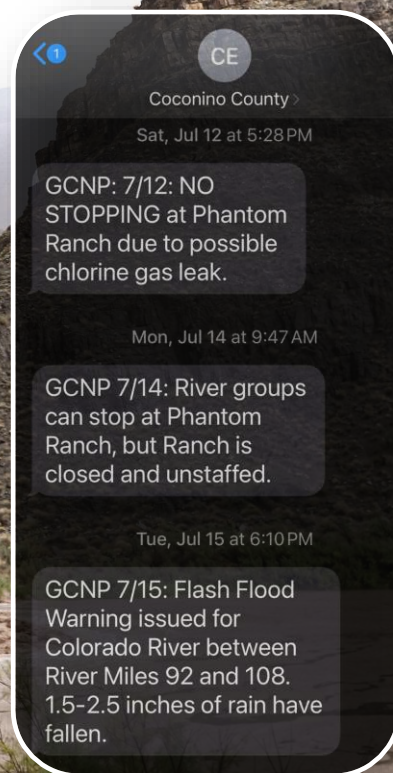 1
CE
Coconino County
Sat, Jul 12 at 5:28 PM
GCNP: 7/12: NO
STOPPING at Phantom
Ranch due to possible
chlorine gas leak.
Mon, Jul 14 at 9:47 AM
GCNP 7/14: River groups
can stop at Phantom
Ranch, but Ranch is
closed and unstaffed.
Tue, Jul 15 at 6:10 PM
GCNP 7/15: Flash Flood
Warning issued for
Colorado River between
River Miles 92 and 108.
1.5-2.5 inches of rain have
fallen.